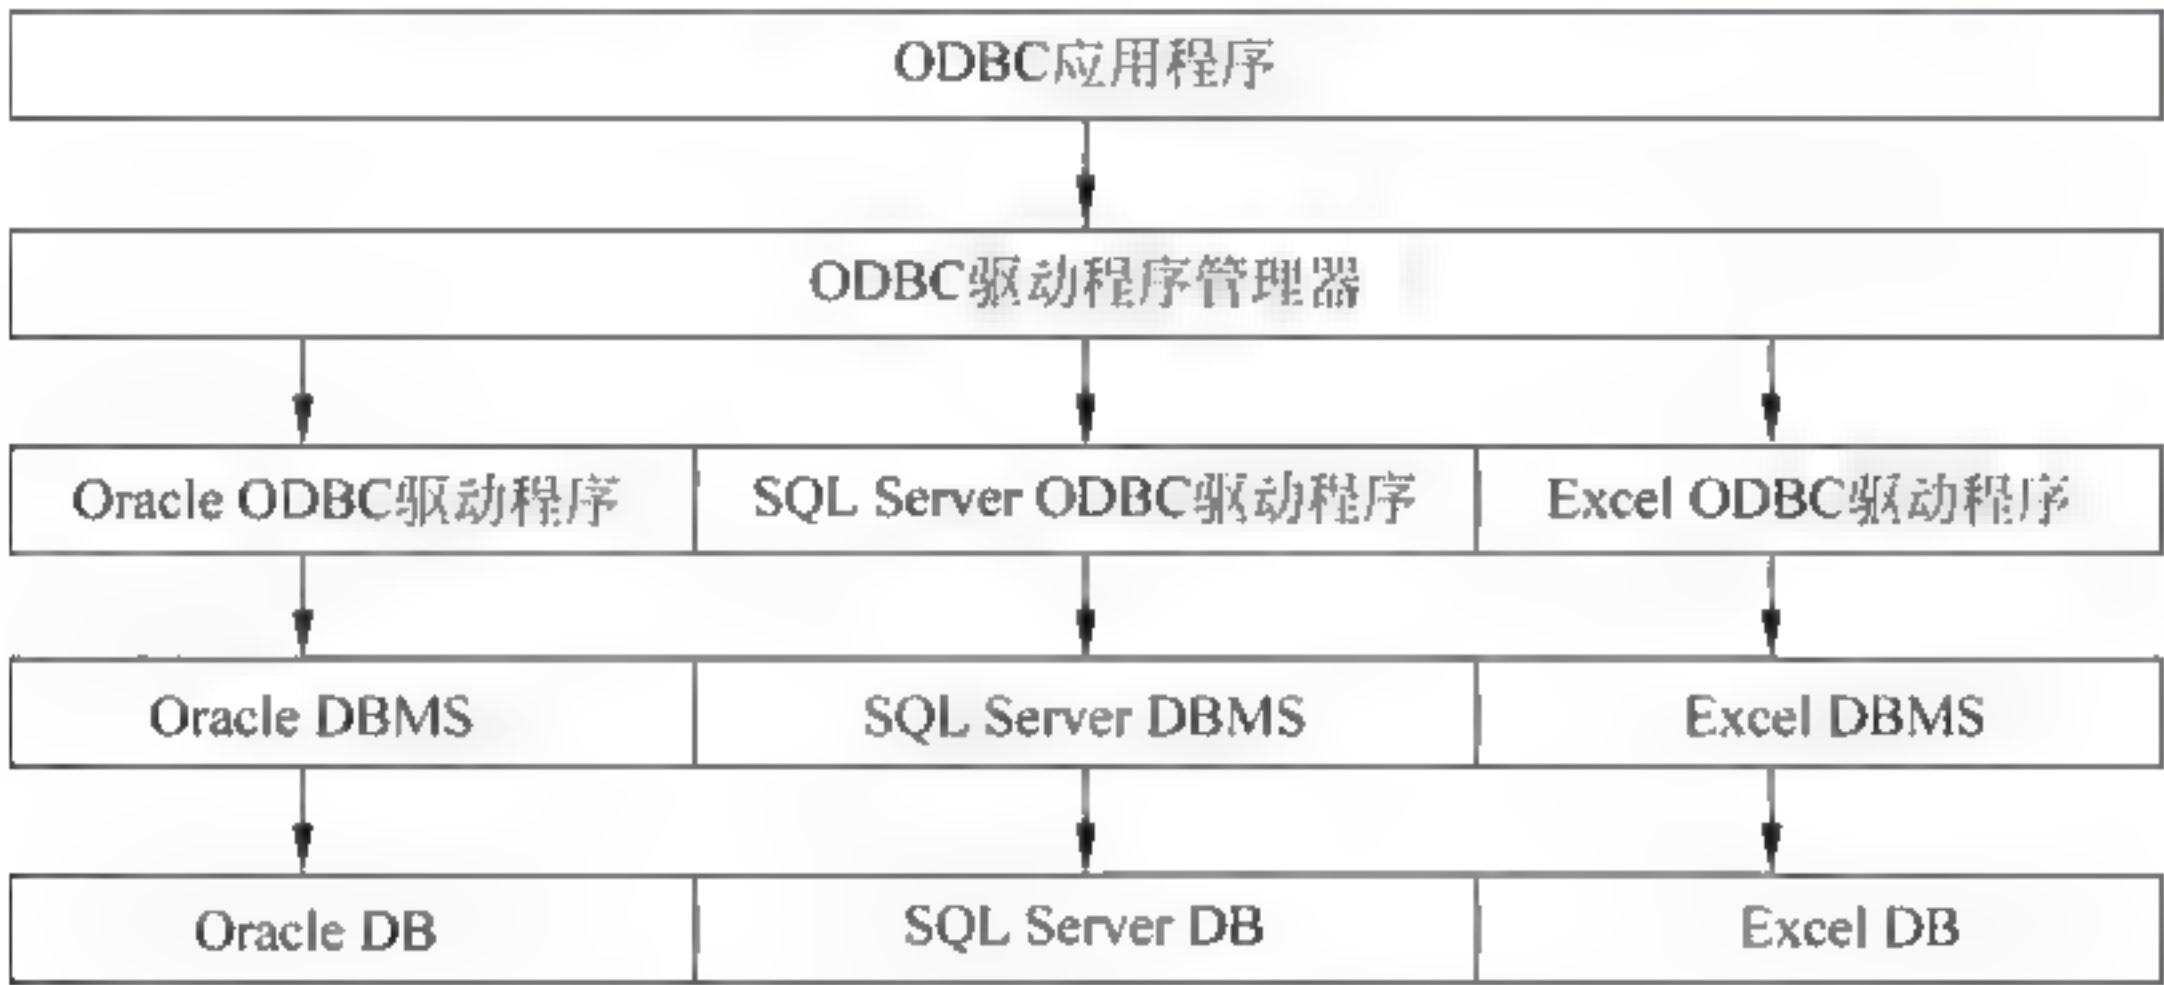 ODBC应用程序
ODBC驱动程序管理器
Oracle ODBC驱动程序
SQL Server ODBC驱动程序
Excel ODBC驱动程序
Oracle DBMS
SQL Server DBMS
Excel DBMS
Oracle DB
SQL Server DB
Excel DB